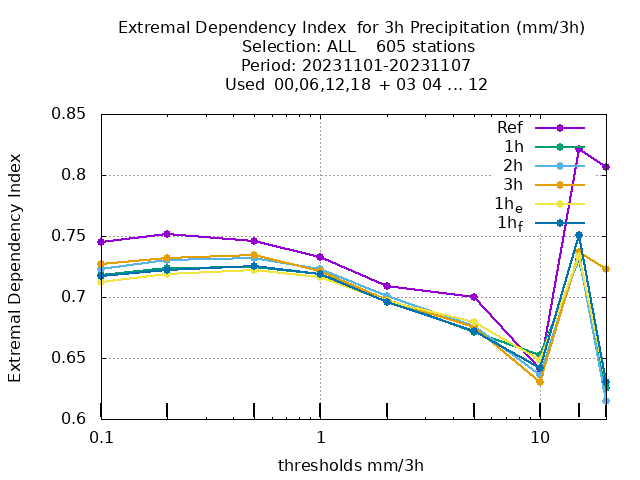 Extremal Dependency Index  for 3h Precipitation (mm/3h)
Selection: ALL    605 stations
Period: 20231101-20231107
Used  00,06,12,18  + 03 04 ... 12
Extremal Dependency Index
0.85
0.8
0.75
0.7
0.65
0.6
Ref
1h
2h
3h
1he
1hf
0.1
1
10
thresholds mm/3h